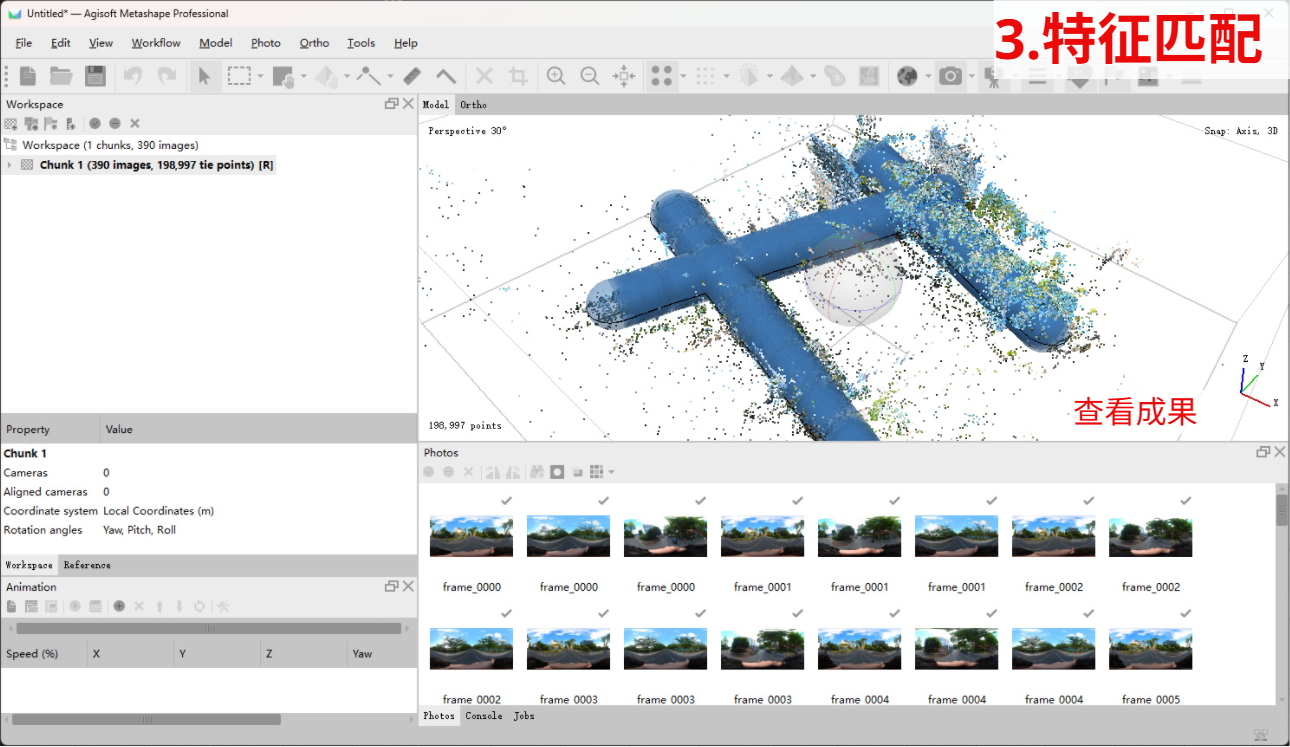 Untitled* — Agisoft Metashape Professional
3.特征匹配
File Edit View Workflow Model Photo Ortho Tools Help
Workspace
Workspace (1 chunks, 390 images)
Chunk 1 (390 images, 198,997 tie points) [R]
Property Value
Chunk 1
Cameras 0
Aligned cameras 0
Coordinate system Local Coordinates (m)
Rotation angles Yaw, Pitch, Roll
Workspace Reference
Animation
Speed (%) X Y Z Yaw
Model Ortho
Perspective 30° Snap: Axis, 3D
Z
Y
X
查看成果
198,997 points
Photos
frame_0000 frame_0000 frame_0000 frame_0001 frame_0001 frame_0001 frame_0002 frame_0002
frame_0002 frame_0003 frame_0003 frame_0003 frame_0004 frame_0004 frame_0004 frame_0005
Photos Console Jobs